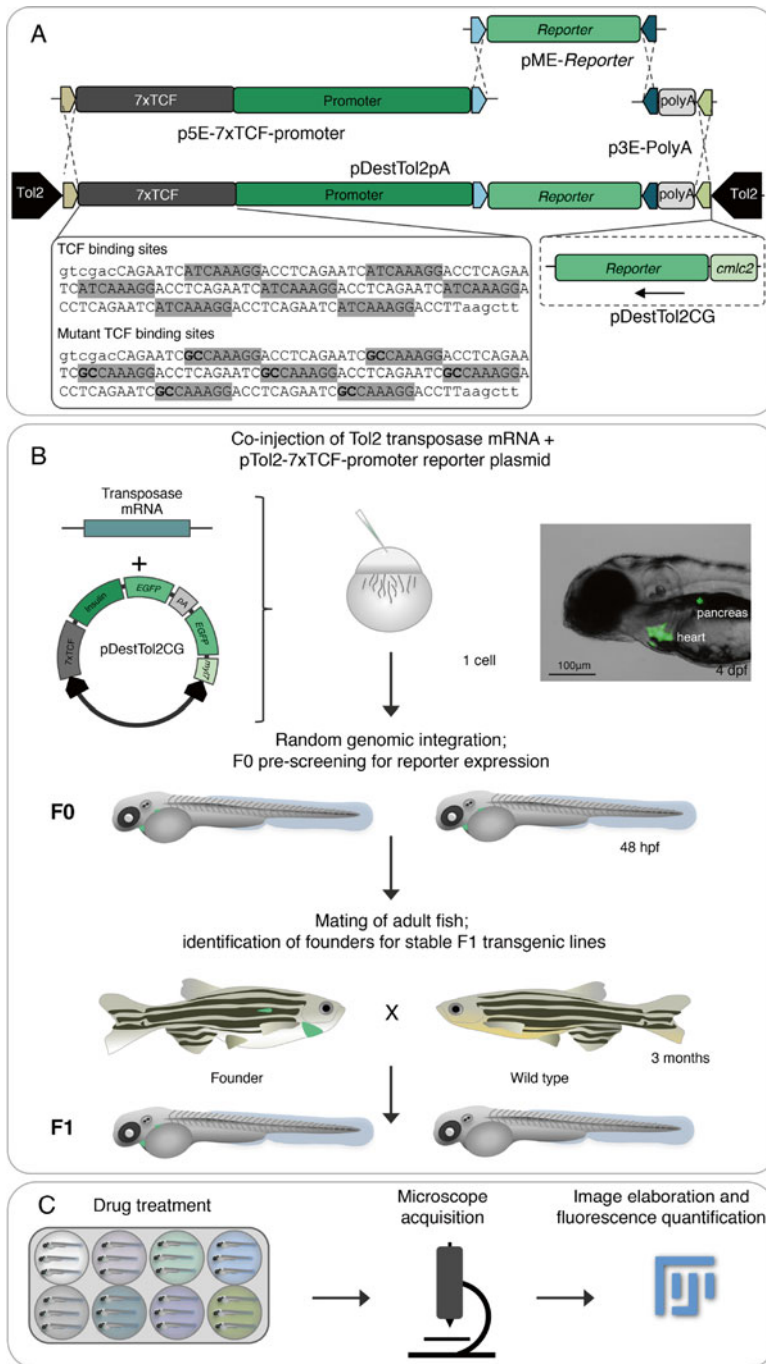 A
Reporter
pME-Reporter
7xTCF
Promoter
polyA
p5E-7xTCF-promoter
p3E-PolyA
pDestTol2pA
Tol2
7xTCF
Promoter
Reporter
polyA
Tol2
TCF binding sites
gtcgacCAGAATCATCAAAGGACCTCAGAATCATCAAAGGACCTCAGAA
TCATCAAAGGACCTCAGAATCATCAAAGGACCTCAGAATCATCAAAGGA
CCTCAGAATCATCAAAGGACCTCAGAATCATCAAAGGACCTTaagctt
Mutant TCF binding sites
gtcgacCAGAATCGCCAAAGGACCTCAGAATCGCCAAAGGACCTCAGAA
TCGCCAAAGGACCTCAGAATCGCCAAAGGACCTCAGAATCGCCAAAGGA
CCTCAGAATCGCCAAAGGACCTCAGAATCGCCAAAGGACCTTaagctt
Reporter
cmlc2
pDestTol2CG
B
Co-injection of Tol2 transposase mRNA +
pTol2-7xTCF-promoter reporter plasmid
Transposase
mRNA
+
7xTCF
Insulin
EGFP
pA
EGFP
myl7
pDestTol2CG
1 cell
pancreas
heart
100µm
4 dpf
Random genomic integration;
F0 pre-screening for reporter expression
F0
48 hpf
Mating of adult fish;
identification of founders for stable F1 transgenic lines
X
3 months
Founder
Wild type
F1
C
Drug treatment
Microscope
acquisition
Image elaboration and
fluorescence quantification